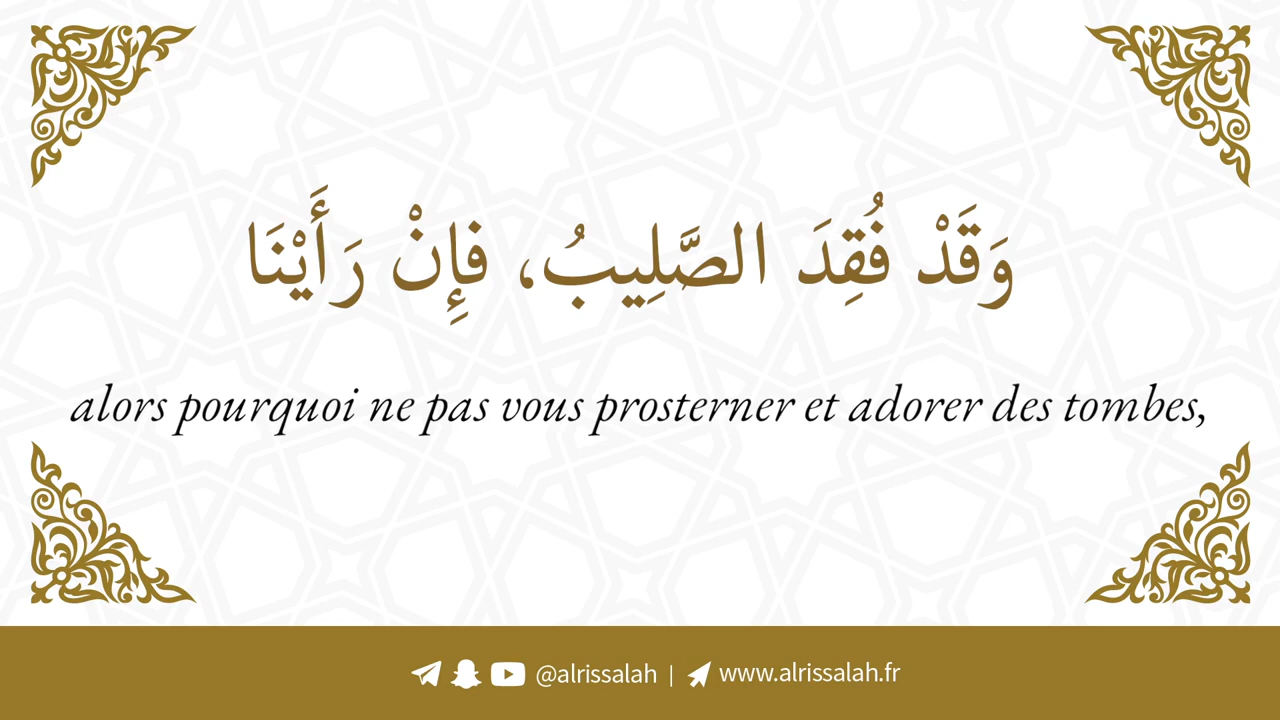 وَقَدْ فُقِدَ الصَّلِيبُ، فَإِنْ رَأَيْنَا
alors pourquoi ne pas vous prosterner et adorer des tombes,
@alrissalah | www.alrissalah.fr